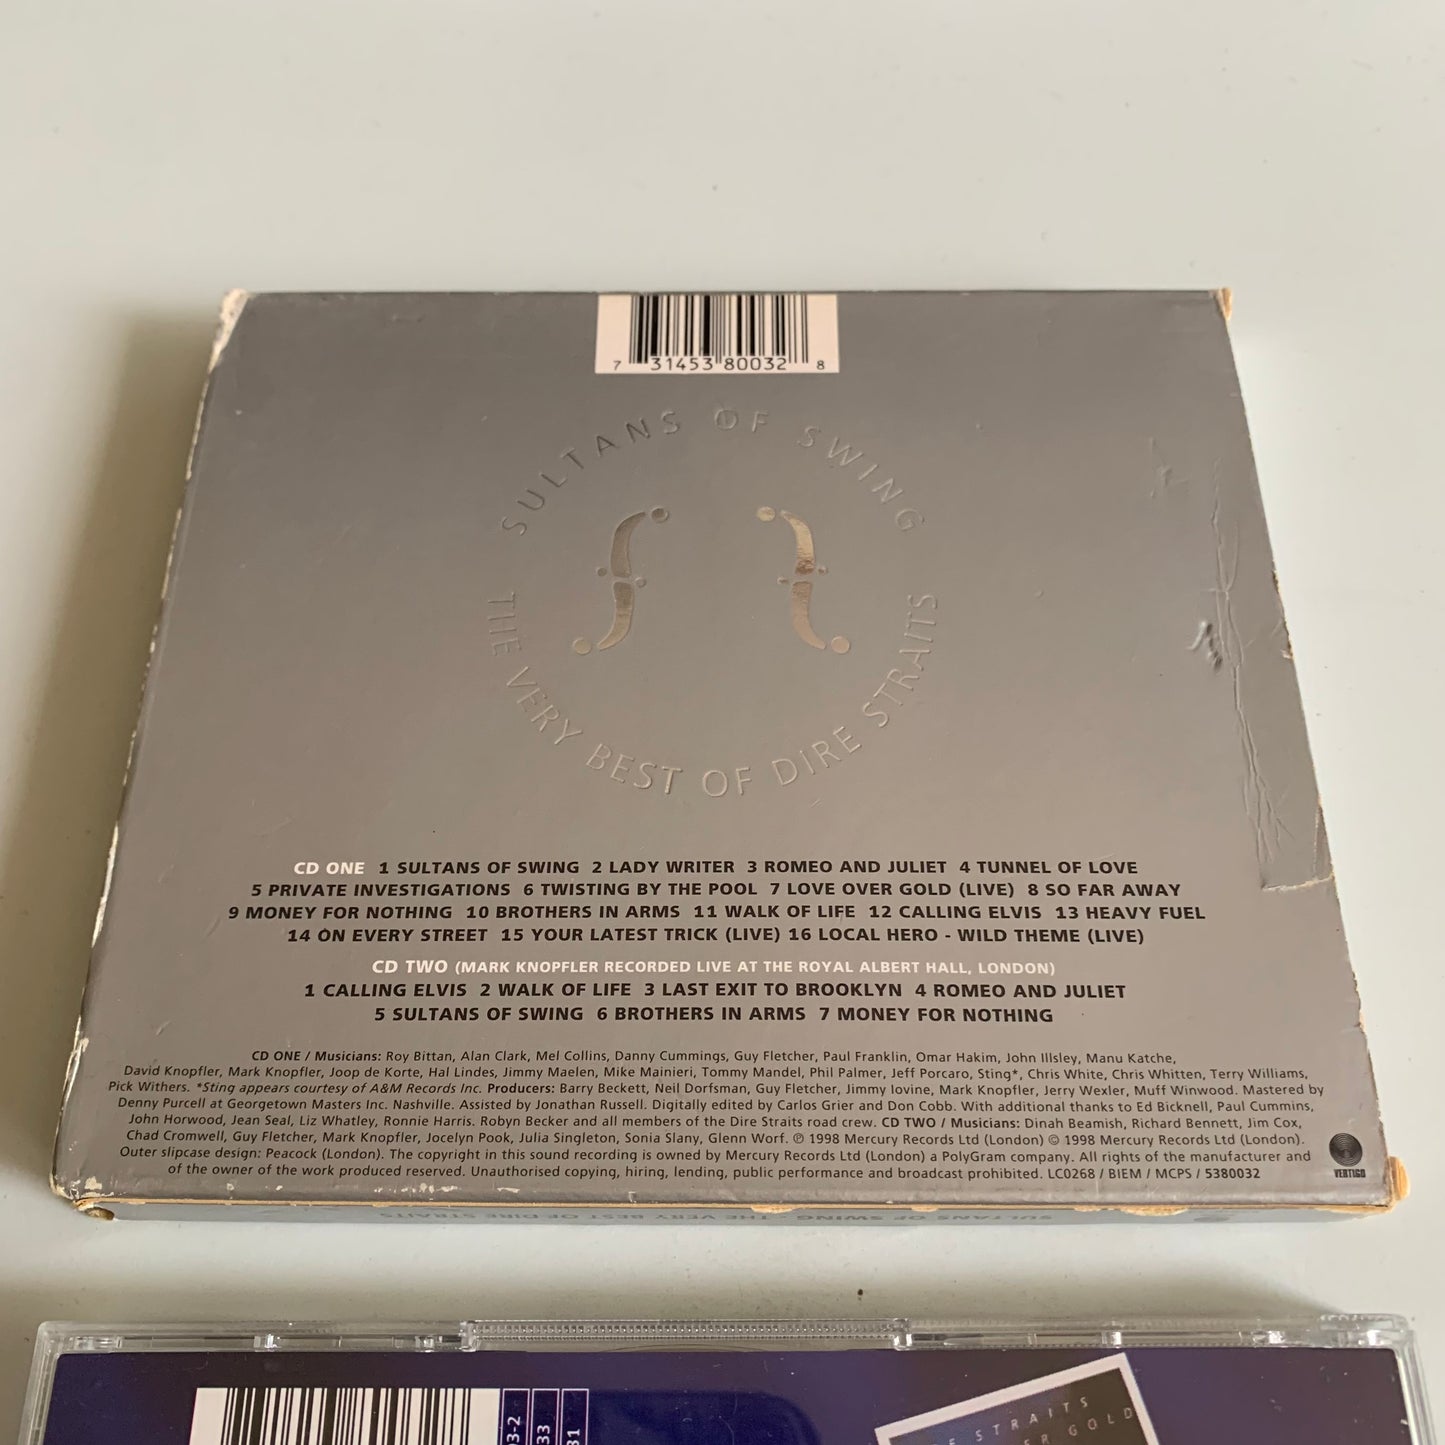 7 31453 80032 8
SULTANS OF SWING
THE VERY BEST OF DIRE STRAITS
CD ONE 1 SULTANS OF SWING 2 LADY WRITER 3 ROMEO AND JULIET 4 TUNNEL OF LOVE
5 PRIVATE INVESTIGATIONS 6 TWISTING BY THE POOL 7 LOVE OVER GOLD (LIVE) 8 SO FAR AWAY
9 MONEY FOR NOTHING 10 BROTHERS IN ARMS 11 WALK OF LIFE 12 CALLING ELVIS 13 HEAVY FUEL
14 ON EVERY STREET 15 YOUR LATEST TRICK (LIVE) 16 LOCAL HERO - WILD THEME (LIVE)
CD TWO (MARK KNOPFLER RECORDED LIVE AT THE ROYAL ALBERT HALL, LONDON)
1 CALLING ELVIS 2 WALK OF LIFE 3 LAST EXIT TO BROOKLYN 4 ROMEO AND JULIET
5 SULTANS OF SWING 6 BROTHERS IN ARMS 7 MONEY FOR NOTHING
CD ONE / Musicians: Roy Bittan, Alan Clark, Mel Collins, Danny Cummings, Guy Fletcher, Paul Franklin, Omar Hakim, John Illsley, Manu Katche,
David Knopfler, Mark Knopfler, Joop de Korte, Hal Lindes, Jimmy Maelen, Mike Mainieri, Tommy Mandel, Phil Palmer, Jeff Porcaro, Sting*, Chris White, Chris Whitten, Terry Williams,
Pick Withers. *Sting appears courtesy of A&M Records Inc. Producers: Barry Beckett, Neil Dorfsman, Guy Fletcher, Jimmy Iovine, Mark Knopfler, Jerry Wexler, Muff Winwood. Mastered by
Denny Purcell at Georgetown Masters Inc. Nashville. Assisted by Jonathan Russell. Digitally edited by Carlos Grier and Don Cobb. With additional thanks to Ed Bicknell, Paul Cummins,
John Horwood, Jean Seal, Liz Whatley, Ronnie Harris. Robyn Becker and all members of the Dire Straits road crew. CD TWO / Musicians: Dinah Beamish, Richard Bennett, Jim Cox,
Chad Cromwell, Guy Fletcher, Mark Knopfler, Jocelyn Pook, Julia Singleton, Sonia Slany, Glenn Worf. ℗ 1998 Mercury Records Ltd (London) © 1998 Mercury Records Ltd (London).
Outer slipcase design: Peacock (London). The copyright in this sound recording is owned by Mercury Records Ltd (London) a PolyGram company. All rights of the manufacturer and
of the owner of the work produced reserved. Unauthorised copying, hiring, lending, public performance and broadcast prohibited. LC0268 / BIEM / MCPS / 5380032
VERTIGO
SULTANS OF SWING - THE VERY BEST OF DIRE STRAITS
STRAITS
GOLD